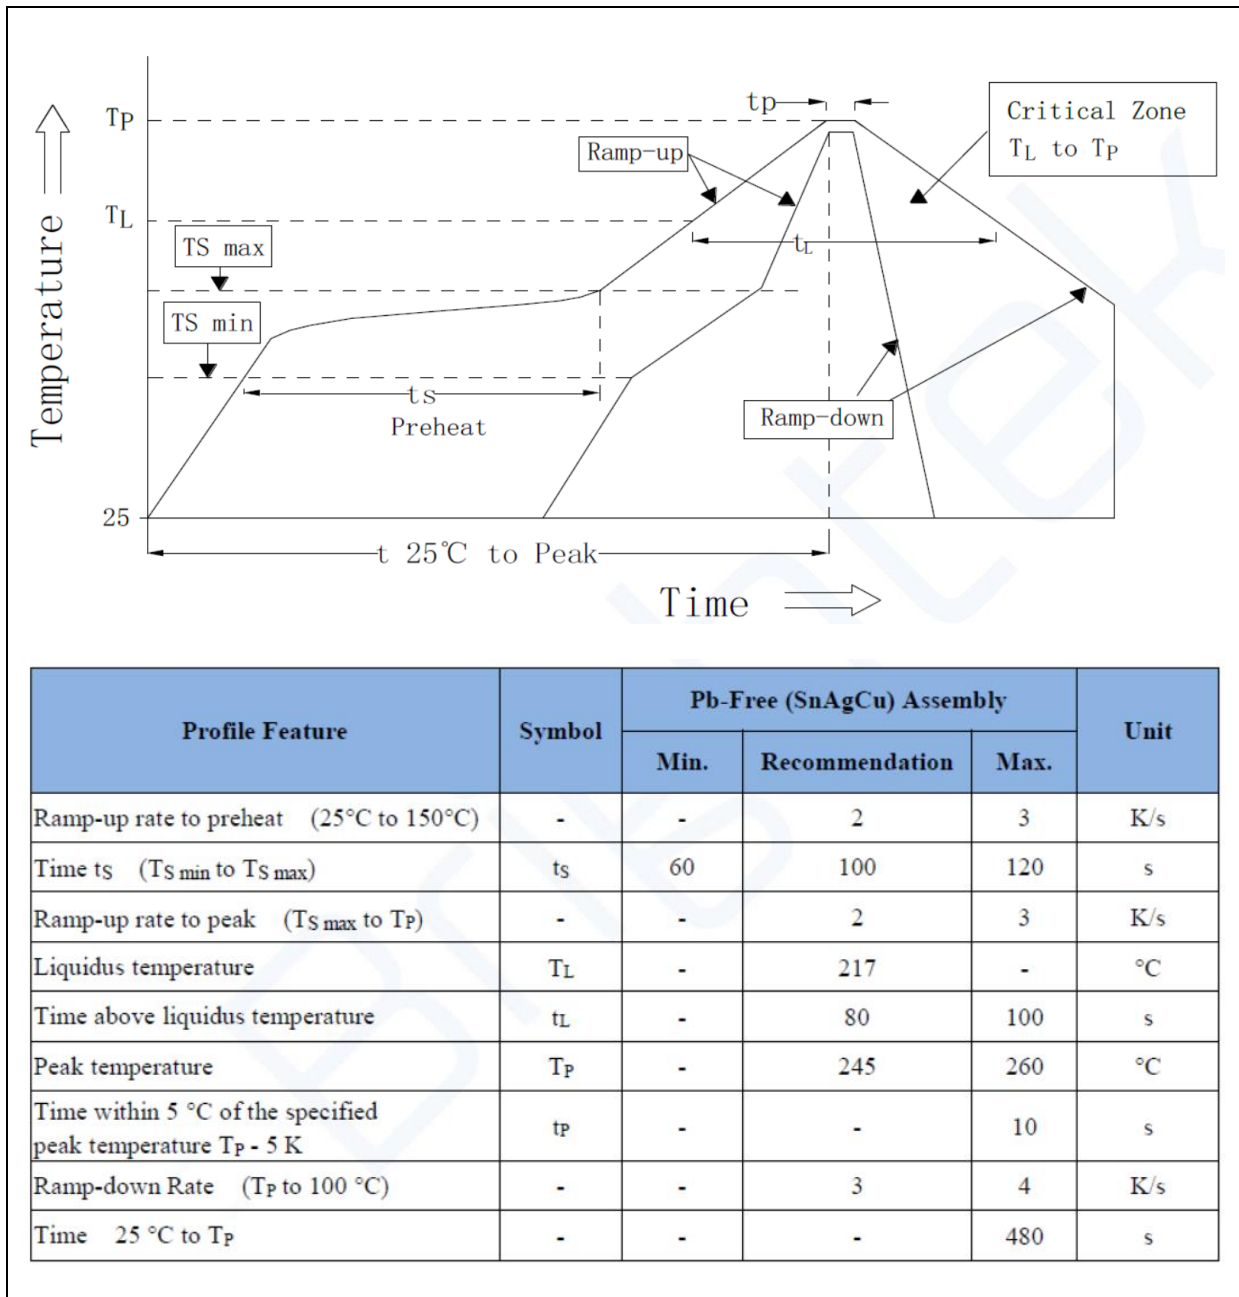 tp
Critical Zone
TL to TP
TP
Ramp-up
TL
TS max
tL
TS min
Temperature
ts
Preheat
Ramp-down
25
t 25℃ to Peak
Time
Profile Feature Symbol Pb-Free (SnAgCu) Assembly Unit
Min. Recommendation Max.
Ramp-up rate to preheat (25°C to 150°C) - - 2 3 K/s
Time ts (TS min to TS max) ts 60 100 120 s
Ramp-up rate to peak (TS max to TP) - - 2 3 K/s
Liquidus temperature TL - 217 - °C
Time above liquidus temperature tL - 80 100 s
Peak temperature TP - 245 260 °C
Time within 5 °C of the specified
peak temperature TP - 5 K tP - - 10 s
Ramp-down Rate (TP to 100 °C) - - 3 4 K/s
Time 25 °C to TP - - - 480 s
Brightek